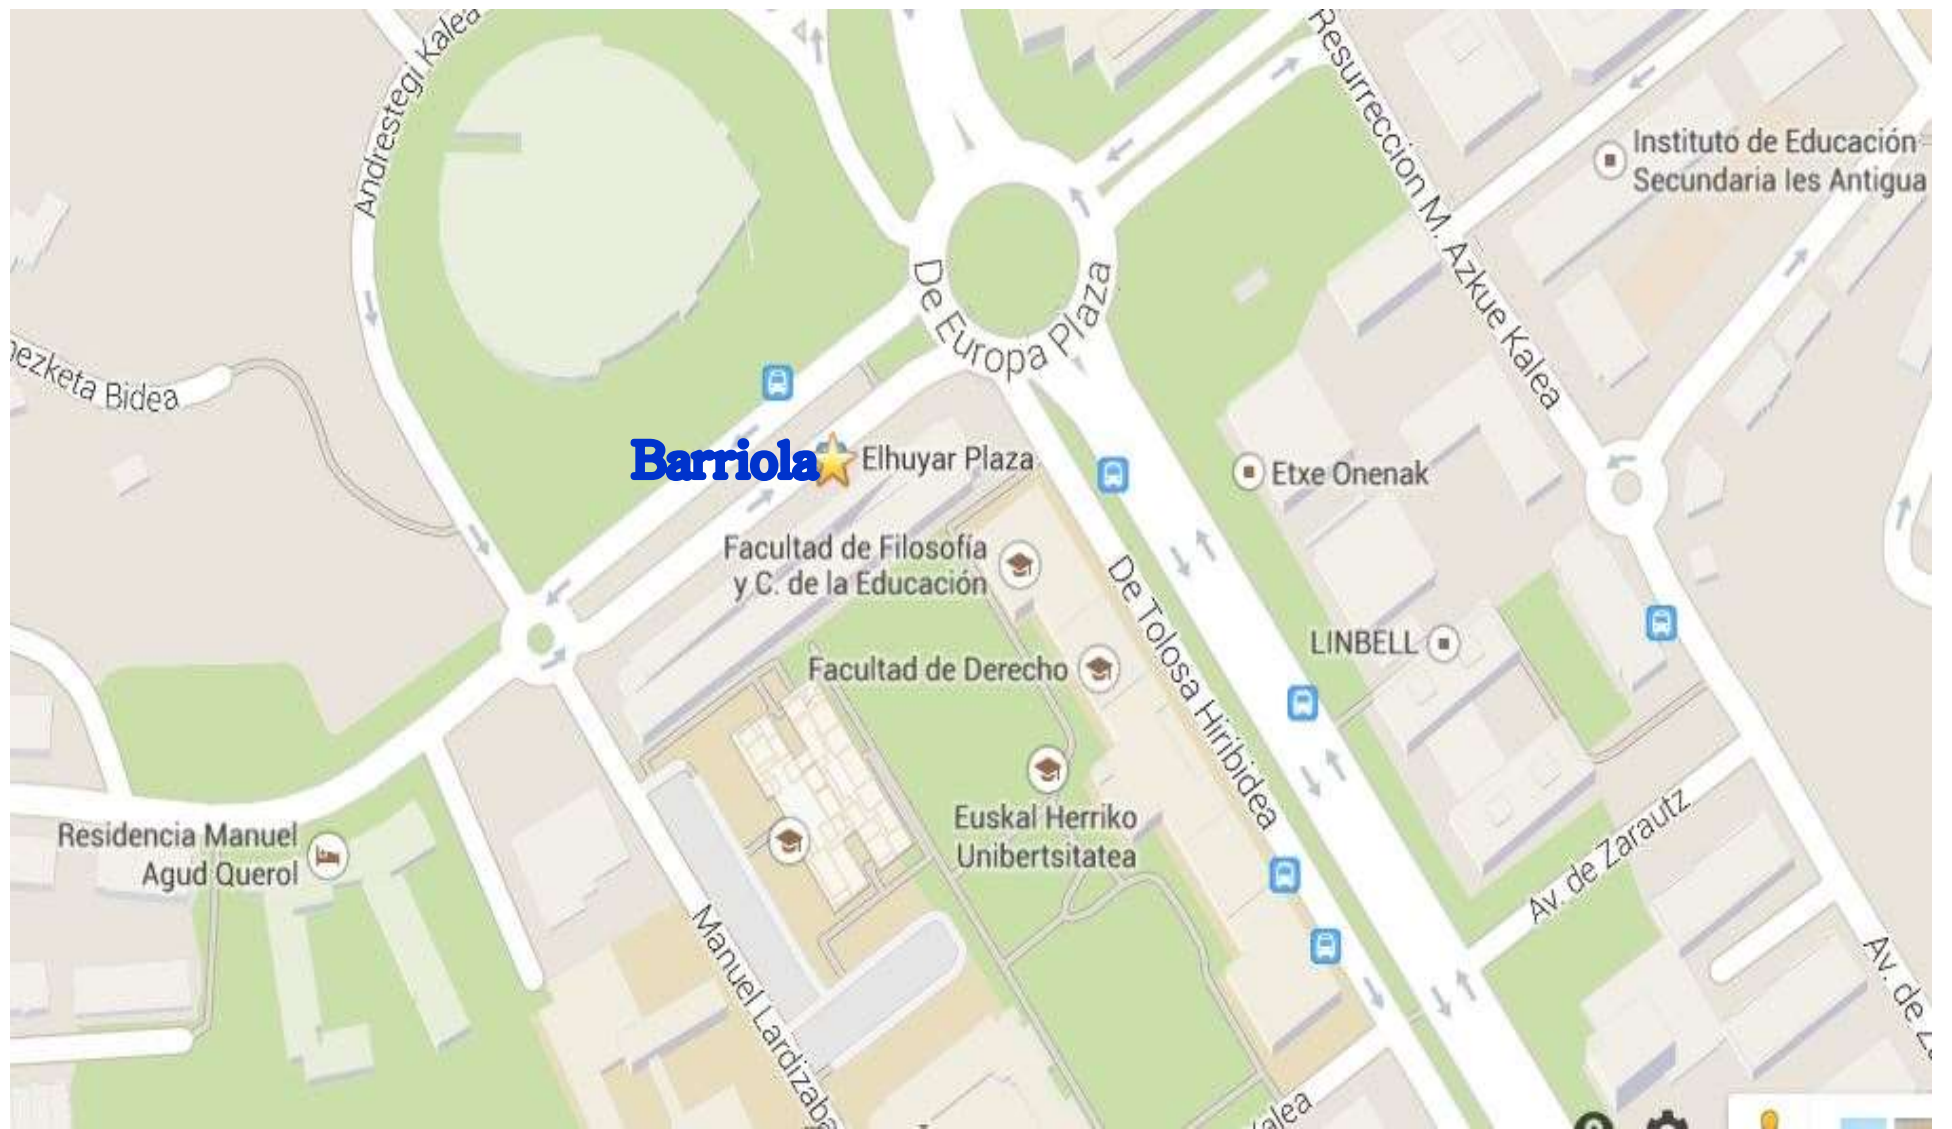 Andrestegi Kalea
Resurreccion M. Azkue Kalea
Instituto de Educación
Secundaria Ies Antigua
De Europa Plaza
Bidea
Barriola
Elhuyar Plaza
Etxe Onenak
Facultad de Filosofía
y C. de la Educación
De Tolosa Hiribidea
LINBELL
Facultad de Derecho
Euskal Herriko
Unibertsitatea
Residencia Manuel
Agud Querol
Av. de Zarautz
Manuel Lardizaba
Av. de Z